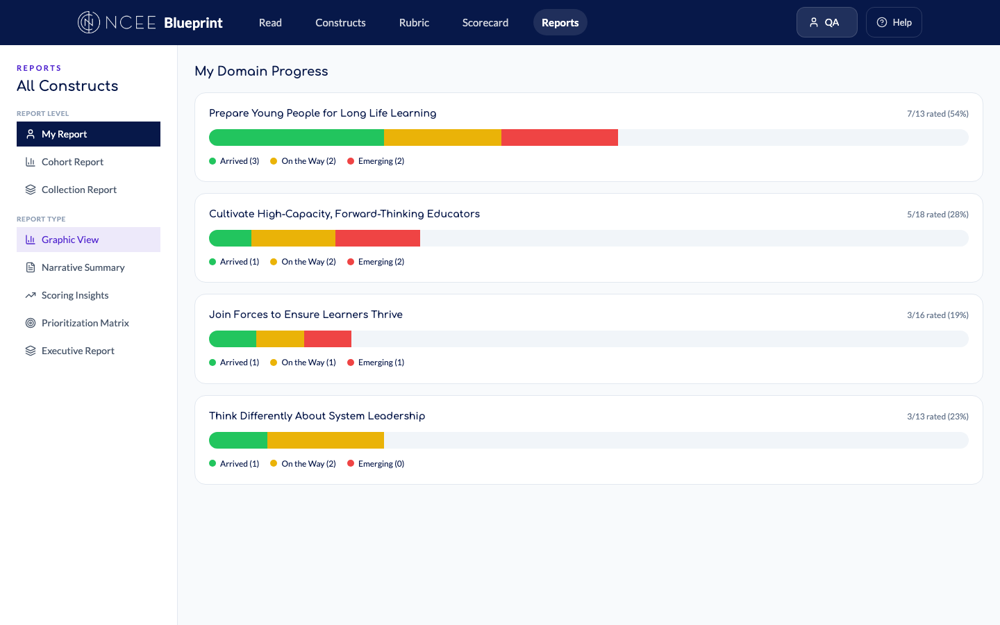 NCEE Blueprint Read Constructs Rubric Scorecard Reports QA Help
REPORTS
All Constructs
REPORT LEVEL
My Report
Cohort Report
Collection Report
REPORT TYPE
Graphic View
Narrative Summary
Scoring Insights
Prioritization Matrix
Executive Report
My Domain Progress
Prepare Young People for Long Life Learning 7/13 rated (54%)
Arrived (3) On the Way (2) Emerging (2)
Cultivate High-Capacity, Forward-Thinking Educators 5/18 rated (28%)
Arrived (1) On the Way (2) Emerging (2)
Join Forces to Ensure Learners Thrive 3/16 rated (19%)
Arrived (1) On the Way (1) Emerging (1)
Think Differently About System Leadership 3/13 rated (23%)
Arrived (1) On the Way (2) Emerging (0)